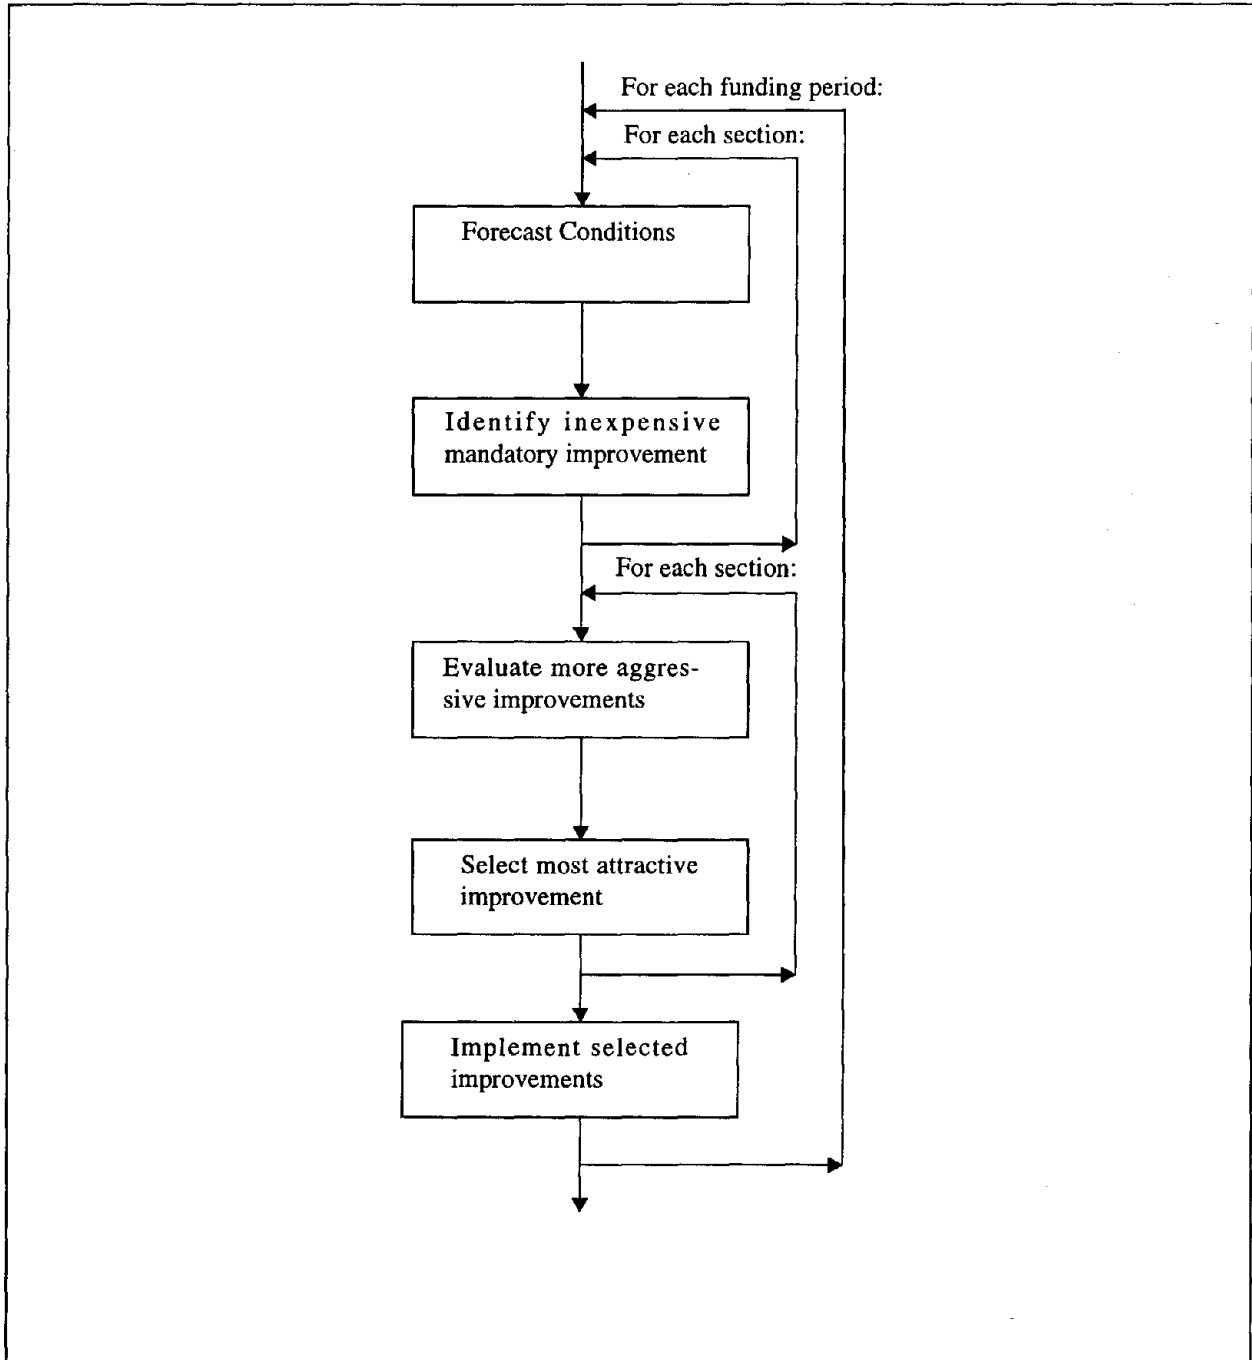 For each funding period:
For each section:
Forecast Conditions
Identify inexpensive
mandatory improvement
For each section:
Evaluate more aggres-
sive improvements
Select most attractive
improvement
Implement selected
improvements